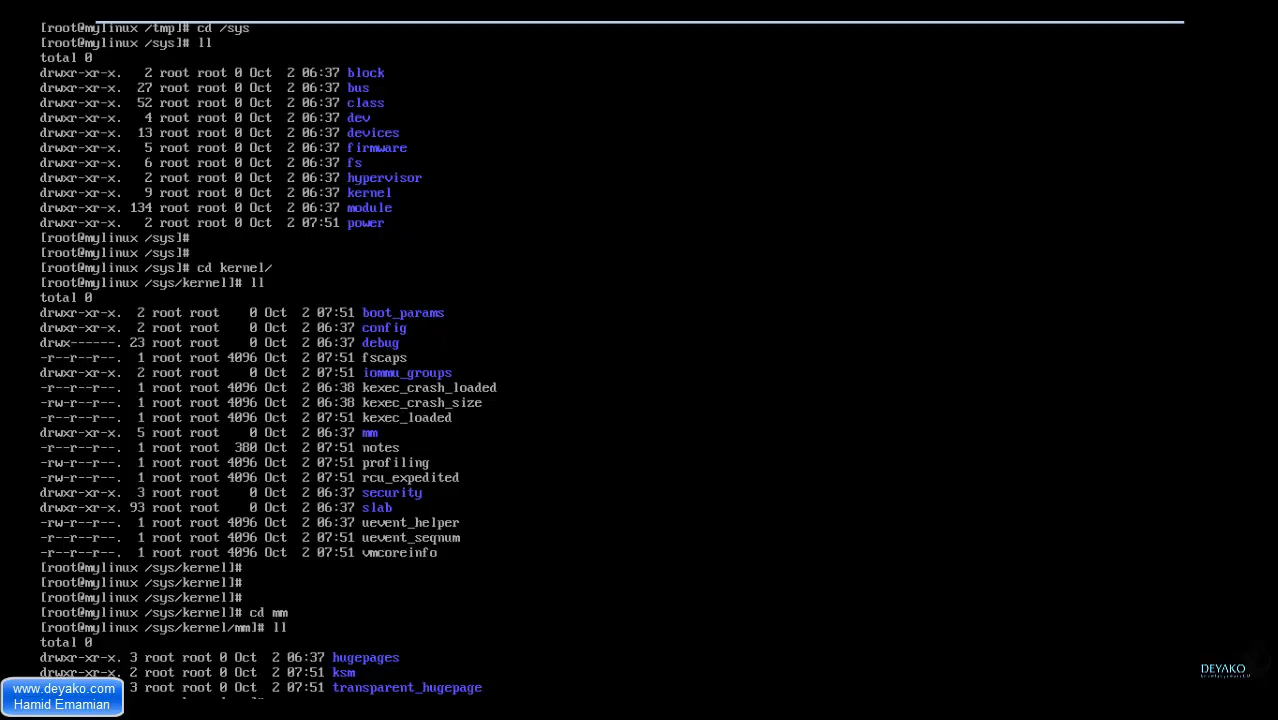 [root@mylinux /tmp]# cd /sys
[root@mylinux /sys]# ll
total 0
drwxr-xr-x.   2 root root 0 Oct  2 06:37 block
drwxr-xr-x.  27 root root 0 Oct  2 06:37 bus
drwxr-xr-x.  52 root root 0 Oct  2 06:37 class
drwxr-xr-x.   4 root root 0 Oct  2 06:37 dev
drwxr-xr-x.  13 root root 0 Oct  2 06:37 devices
drwxr-xr-x.   5 root root 0 Oct  2 06:37 firmware
drwxr-xr-x.   6 root root 0 Oct  2 06:37 fs
drwxr-xr-x.   2 root root 0 Oct  2 06:37 hypervisor
drwxr-xr-x.   9 root root 0 Oct  2 06:37 kernel
drwxr-xr-x. 134 root root 0 Oct  2 06:37 module
drwxr-xr-x.   2 root root 0 Oct  2 07:51 power
[root@mylinux /sys]#
[root@mylinux /sys]#
[root@mylinux /sys]# cd kernel/
[root@mylinux /sys/kernel]# ll
total 0
drwxr-xr-x.  2 root root    0 Oct  2 07:51 boot_params
drwxr-xr-x.  2 root root    0 Oct  2 06:37 config
drwx------. 23 root root    0 Oct  2 06:37 debug
-r--r--r--.  1 root root 4096 Oct  2 07:51 fscaps
drwxr-xr-x.  2 root root    0 Oct  2 07:51 iommu_groups
-r--r--r--.  1 root root 4096 Oct  2 06:38 kexec_crash_loaded
-rw-r--r--.  1 root root 4096 Oct  2 06:38 kexec_crash_size
-r--r--r--.  1 root root 4096 Oct  2 07:51 kexec_loaded
drwxr-xr-x.  5 root root    0 Oct  2 06:37 mm
-r--r--r--.  1 root root  380 Oct  2 07:51 notes
-rw-r--r--.  1 root root 4096 Oct  2 07:51 profiling
-rw-r--r--.  1 root root 4096 Oct  2 07:51 rcu_expedited
drwxr-xr-x.  3 root root    0 Oct  2 06:37 security
drwxr-xr-x. 93 root root    0 Oct  2 06:37 slab
-rw-r--r--.  1 root root 4096 Oct  2 06:37 uevent_helper
-r--r--r--.  1 root root 4096 Oct  2 07:51 uevent_seqnum
-r--r--r--.  1 root root 4096 Oct  2 07:51 vmcoreinfo
[root@mylinux /sys/kernel]#
[root@mylinux /sys/kernel]#
[root@mylinux /sys/kernel]#
[root@mylinux /sys/kernel]# cd mm
[root@mylinux /sys/kernel/mm]# ll
total 0
drwxr-xr-x. 3 root root 0 Oct  2 06:37 hugepages
drwxr-xr-x. 2 root root 0 Oct  2 07:51 ksm
3 root root 0 Oct  2 07:51 transparent_hugepage
DEYAKO
www.deyako.com
Hamid Emamian